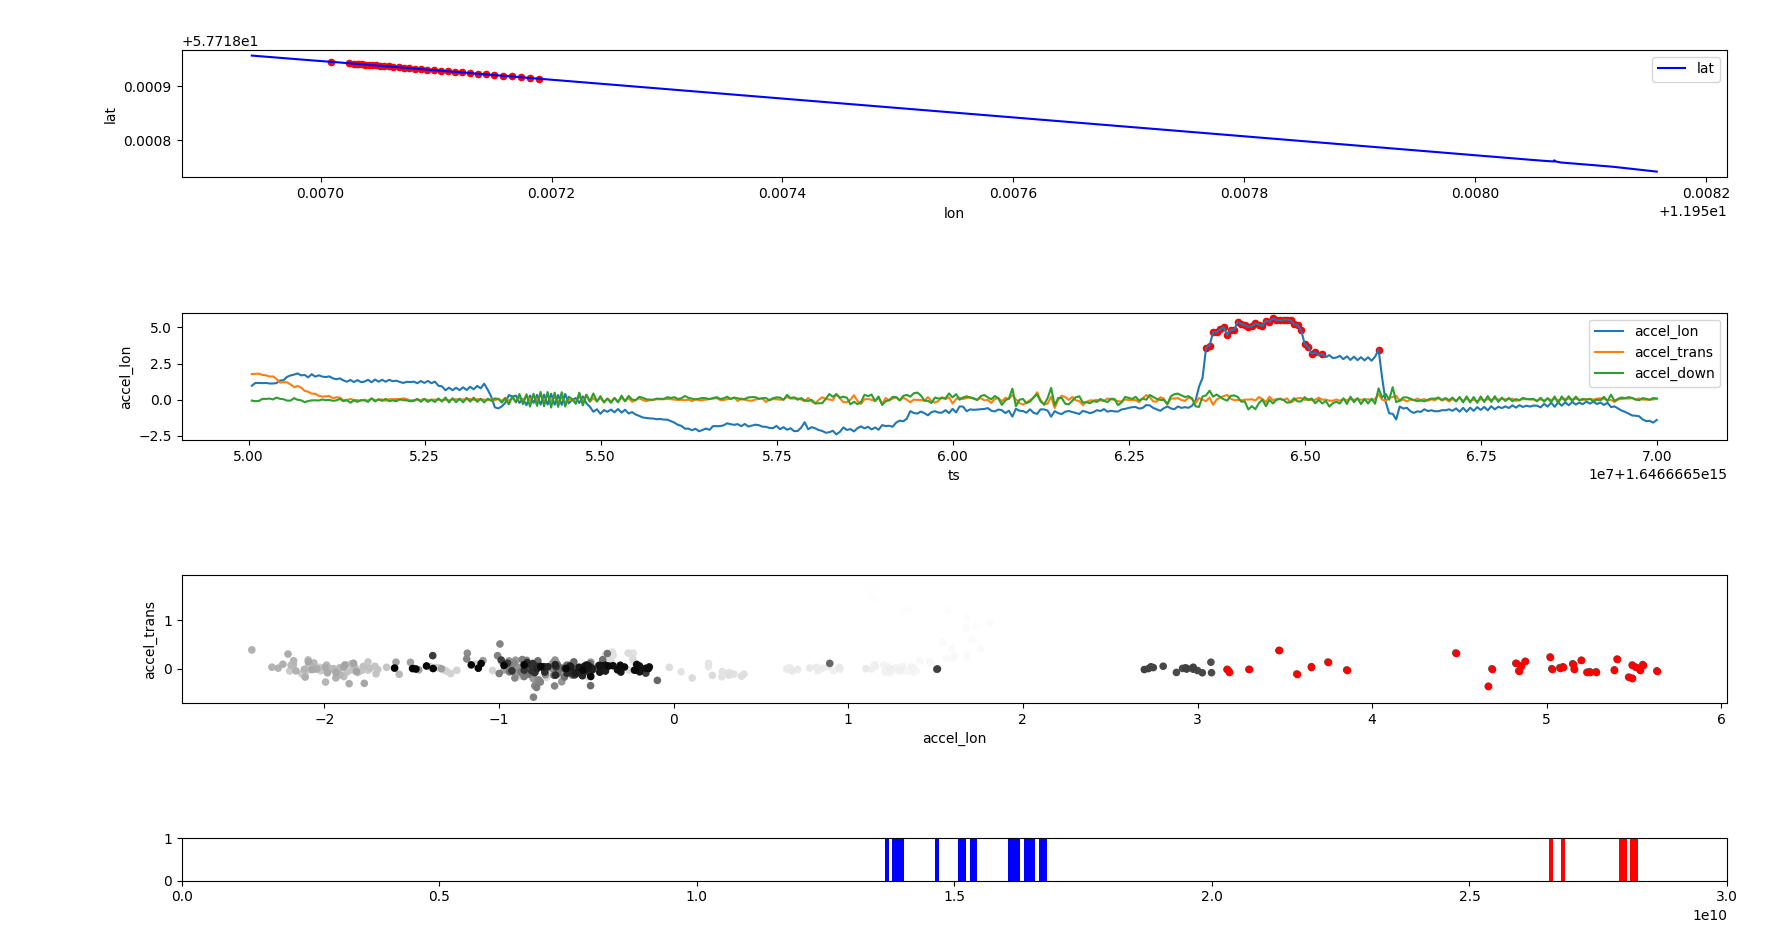 +5.7718e1
lat
0.0009
0.0008
lat
0.0070 0.0072 0.0074 0.0076 0.0078 0.0080 0.0082
lon
+1.195e1
5.0
2.5
0.0
−2.5
accel_lon
accel_lon
accel_trans
accel_down
5.00 5.25 5.50 5.75 6.00 6.25 6.50 6.75 7.00
ts
1e7+1.6466665e15
1
0
accel_trans
−2 −1 0 1 2 3 4 5 6
accel_lon
1
0
0.0 0.5 1.0 1.5 2.0 2.5 3.0
1e10